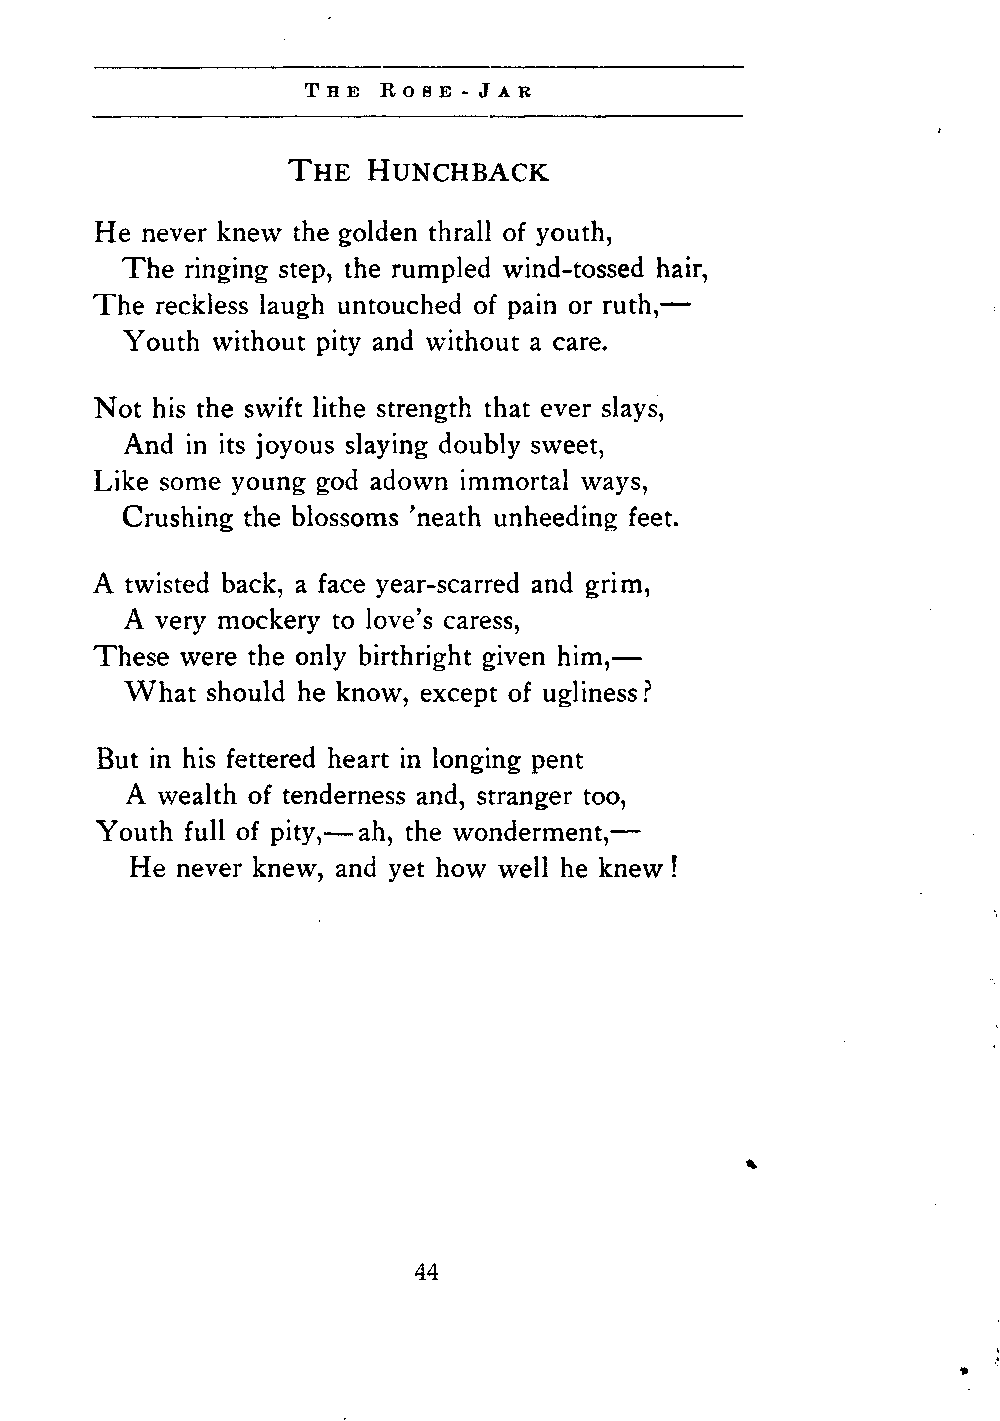 THE ROSE-JAR
THE HUNCHBACK
He never knew the golden thrall of youth,
The ringing step, the rumpled wind-tossed hair,
The reckless laugh untouched of pain or ruth,—
Youth without pity and without a care.
Not his the swift lithe strength that ever slays,
And in its joyous slaying doubly sweet,
Like some young god adown immortal ways,
Crushing the blossoms 'neath unheeding feet.
A twisted back, a face year-scarred and grim,
A very mockery to love's caress,
These were the only birthright given him,—
What should he know, except of ugliness?
But in his fettered heart in longing pent
A wealth of tenderness and, stranger too,
Youth full of pity,—ah, the wonderment,—
He never knew, and yet how well he knew!
44